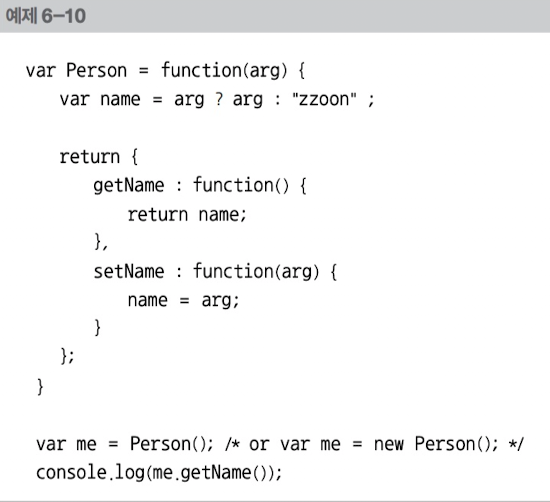 예제 6-10
var Person = function(arg) {
var name = arg ? arg : "zzoon" ;
return {
getName : function() {
return name;
},
setName : function(arg) {
name = arg;
}
};
}
var me = Person(); /* or var me = new Person(); */
console.log(me.getName());